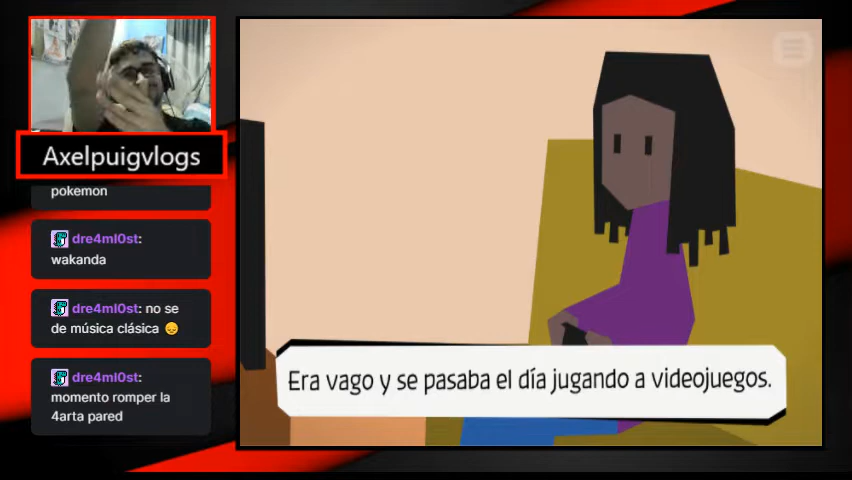 Axelpuigvlogs
pokemon
dre4ml0st:
wakanda
dre4ml0st: no se
de música clásica 😔
dre4ml0st:
momento romper la
4arta pared
Era vago y se pasaba el día jugando a videojuegos.